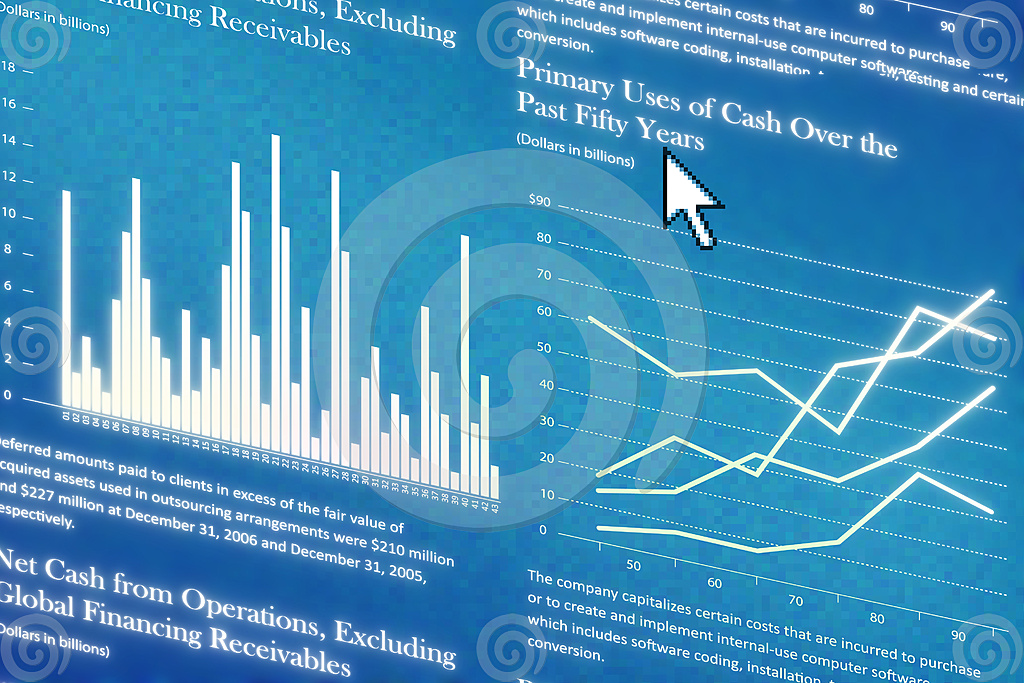 ons, Excluding
ncing Receivables
Dollars in billions)
18
16
14
12
10
8
6
4
2
0
01 02 03 04 05 06 07 08 09 10 11 12 13 14 15 16 17 18 19 20 21 22 23 24 25 26 27 28 29 30 31 32 33 34 35 36 37 38 39 40 41 42 43
eferred amounts paid to clients in excess of the fair value of
cquired assets used in outsourcing arrangements were $210 million
nd $227 million at December 31, 2006 and December 31, 2005,
espectively.
Net Cash from Operations, Excluding
Global Financing Receivables
Dollars in billions)
80
90
certain costs that are incurred to purchase
eate and implement internal-use computer software,
which includes software coding, installation, testing and certain
conversion.
Primary Uses of Cash Over the
Past Fifty Years
(Dollars in billions)
$90
80
70
60
50
40
30
20
10
0
50
60
70
80
90
The company capitalizes certain costs that are incurred to purchase
or to create and implement internal-use computer software
which includes software coding, installation,
conversion.